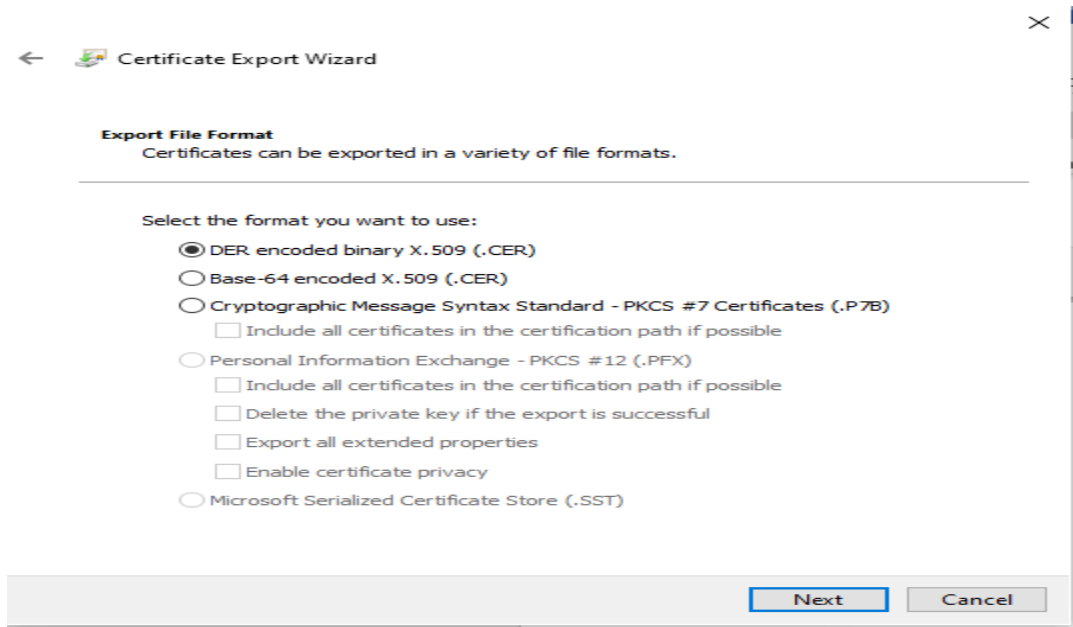 Certificate Export Wizard
Export File Format
Certificates can be exported in a variety of file formats.
Select the format you want to use:
DER encoded binary X.509 (.CER)
Base-64 encoded X.509 (.CER)
Cryptographic Message Syntax Standard - PKCS #7 Certificates (.P7B)
Include all certificates in the certification path if possible
Personal Information Exchange - PKCS #12 (.PFX)
Include all certificates in the certification path if possible
Delete the private key if the export is successful
Export all extended properties
Enable certificate privacy
Microsoft Serialized Certificate Store (.SST)
Next Cancel